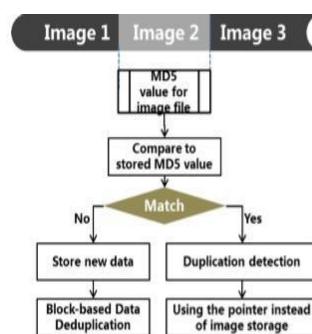 Image 1 Image 2 Image 3
MD5
value for
image file
Compare to
stored MD5 value
Match
No Yes
Store new data Duplication detection
Block-based Data
Deduplication
Using the pointer instead
of image storage